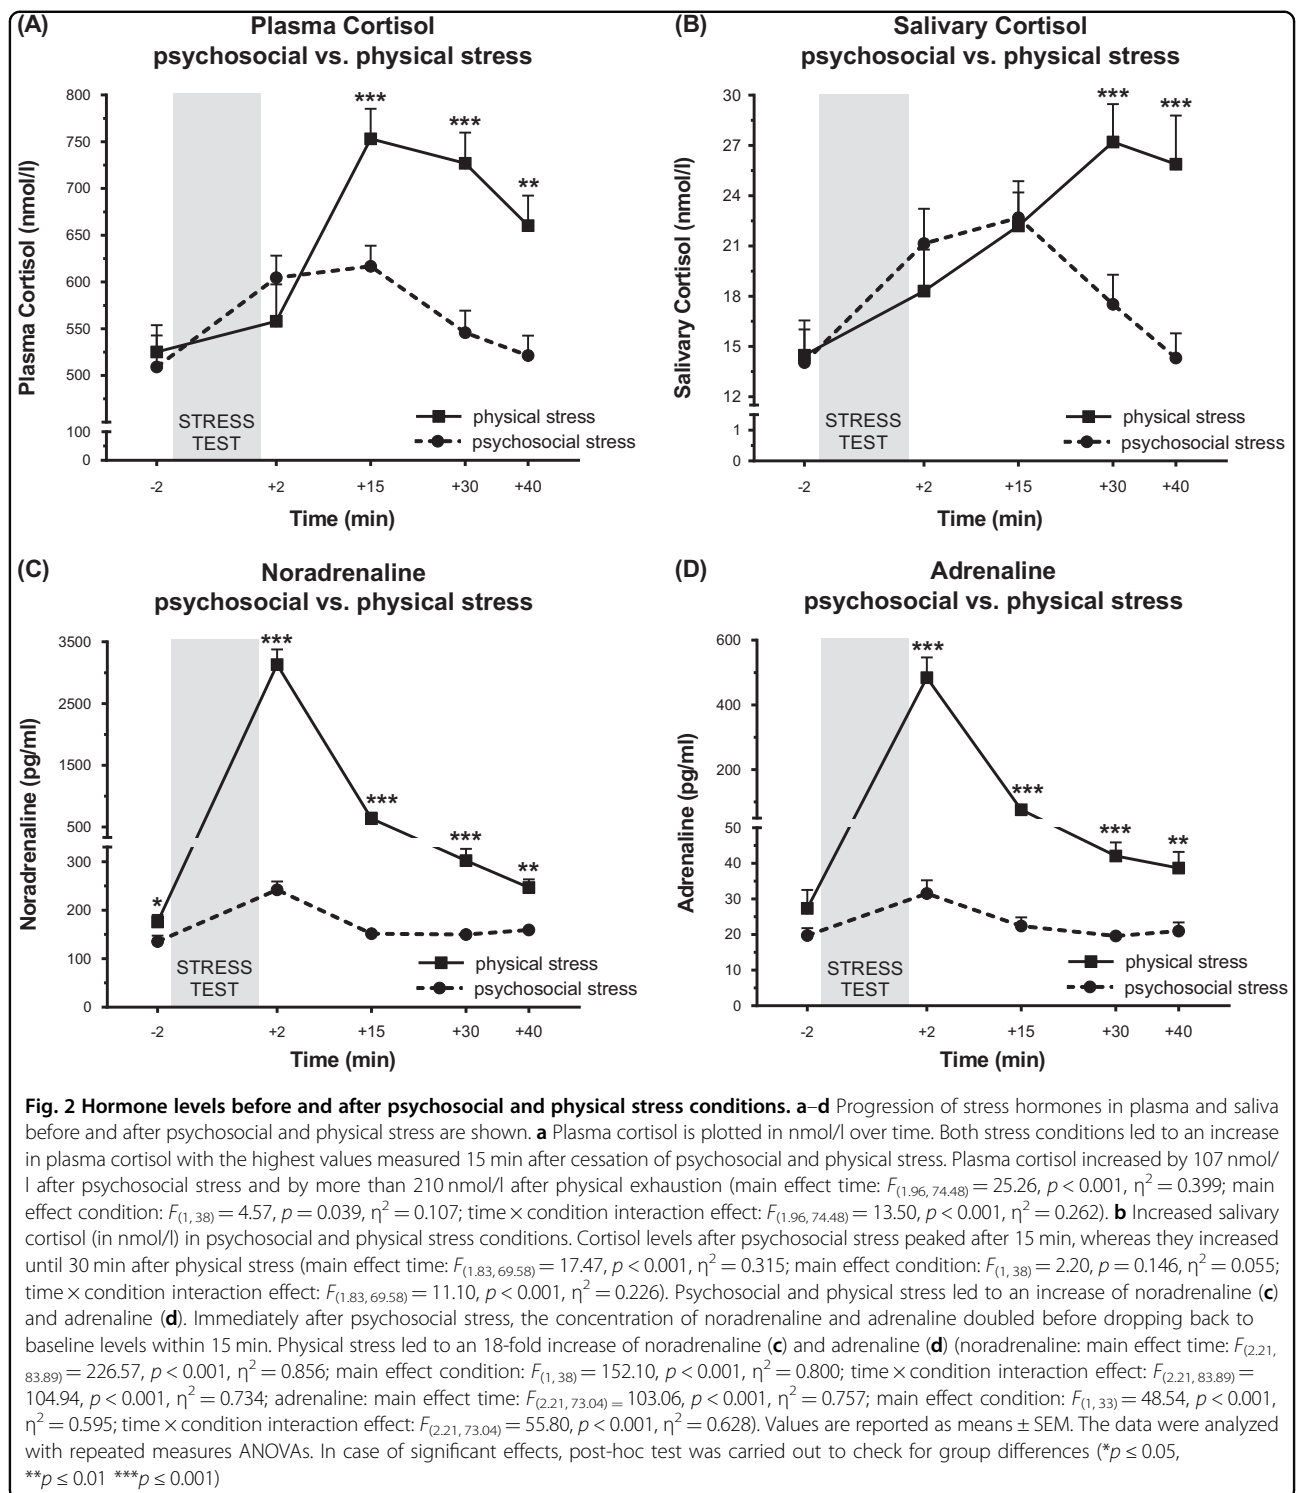 (A)
Plasma Cortisol
psychosocial vs. physical stress
Plasma Cortisol (nmol/l)
800
750
700
650
600
550
500
100
0
***
***
**
STRESS
TEST
physical stress
psychosocial stress
-2
+2
+15
+30
+40
Time (min)
(B)
Salivary Cortisol
psychosocial vs. physical stress
Salivary Cortisol (nmol/l)
30
27
24
21
18
15
12
1
0
***
***
STRESS
TEST
physical stress
psychosocial stress
-2
+2
+15
+30
+40
Time (min)
(C)
Noradrenaline
psychosocial vs. physical stress
Noradrenaline (pg/ml)
3500
2500
1500
500
300
200
100
0
*
***
***
***
**
STRESS
TEST
physical stress
psychosocial stress
-2
+2
+15
+30
+40
Time (min)
(D)
Adrenaline
psychosocial vs. physical stress
Adrenaline (pg/ml)
600
400
200
50
40
30
20
10
0
***
***
***
**
STRESS
TEST
physical stress
psychosocial stress
-2
+2
+15
+30
+40
Time (min)
Fig. 2 Hormone levels before and after psychosocial and physical stress conditions. a–d Progression of stress hormones in plasma and saliva
before and after psychosocial and physical stress are shown. a Plasma cortisol is plotted in nmol/l over time. Both stress conditions led to an increase
in plasma cortisol with the highest values measured 15 min after cessation of psychosocial and physical stress. Plasma cortisol increased by 107 nmol/
l after psychosocial stress and by more than 210 nmol/l after physical exhaustion (main effect time: F(1.96, 74.48) = 25.26, p < 0.001, η² = 0.399; main
effect condition: F(1, 38) = 4.57, p = 0.039, η² = 0.107; time × condition interaction effect: F(1.96, 74.48) = 13.50, p < 0.001, η² = 0.262). b Increased salivary
cortisol (in nmol/l) in psychosocial and physical stress conditions. Cortisol levels after psychosocial stress peaked after 15 min, whereas they increased
until 30 min after physical stress (main effect time: F(1.83, 69.58) = 17.47, p < 0.001, η² = 0.315; main effect condition: F(1, 38) = 2.20, p = 0.146, η² = 0.055;
time × condition interaction effect: F(1.83, 69.58) = 11.10, p < 0.001, η² = 0.226). Psychosocial and physical stress led to an increase of noradrenaline (c)
and adrenaline (d). Immediately after psychosocial stress, the concentration of noradrenaline and adrenaline doubled before dropping back to
baseline levels within 15 min. Physical stress led to an 18-fold increase of noradrenaline (c) and adrenaline (d) (noradrenaline: main effect time: F(2.21,
83.89) = 226.57, p < 0.001, η² = 0.856; main effect condition: F(1, 38) = 152.10, p < 0.001, η² = 0.800; time × condition interaction effect: F(2.21, 83.89) =
104.94, p < 0.001, η² = 0.734; adrenaline: main effect time: F(2.21, 73.04) = 103.06, p < 0.001, η² = 0.757; main effect condition: F(1, 33) = 48.54, p < 0.001,
η² = 0.595; time × condition interaction effect: F(2.21, 73.04) = 55.80, p < 0.001, η² = 0.628). Values are reported as means ± SEM. The data were analyzed
with repeated measures ANOVAs. In case of significant effects, post-hoc test was carried out to check for group differences (*p ≤ 0.05,
**p ≤ 0.01 ***p ≤ 0.001)